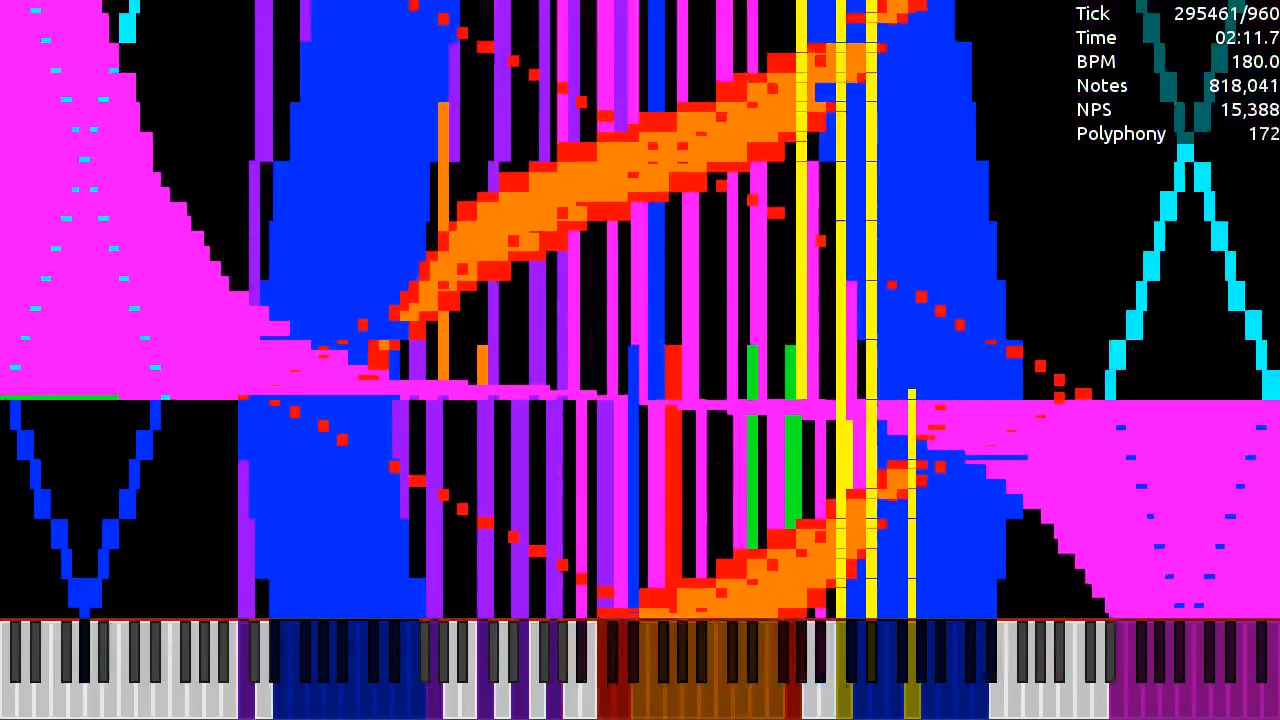 Tick 295461/960
Time 02:11.7
BPM 180.0
Notes 818,041
NPS 15,388
Polyphony 172